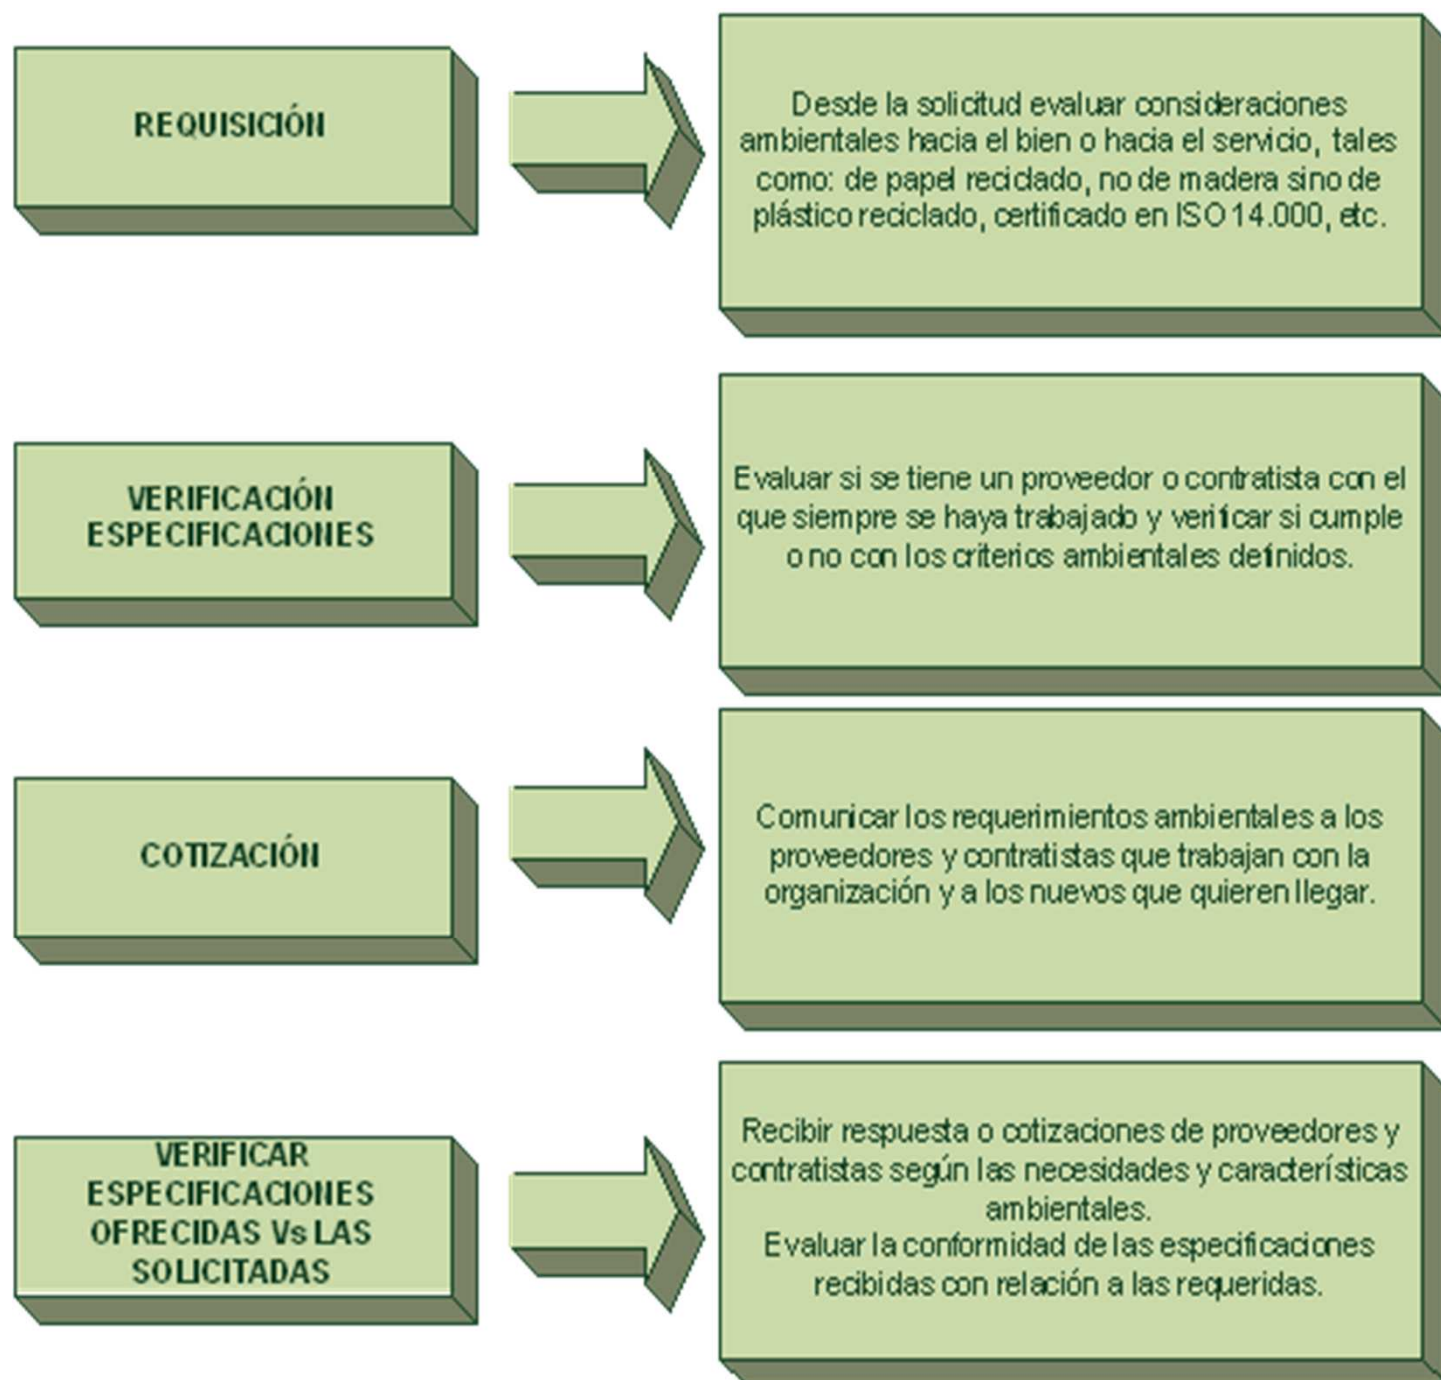 REQUISICIÓN
Desde la solicitud evaluar consideraciones
ambientales hacia el bien o hacia el servicio, tales
como: de papel reciclado, no de madera sino de
plástico reciclado, certificado en ISO 14.000, etc.
VERIFICACIÓN
ESPECIFICACIONES
Evaluar si se tiene un proveedor o contratista con el
que siempre se haya trabajado y verificar si cumple
o no con los criterios ambientales definidos.
COTIZACIÓN
Comunicar los requerimientos ambientales a los
proveedores y contratistas que trabajan con la
organización y a los nuevos que quieren llegar.
VERIFICAR
ESPECIFICACIONES
OFRECIDAS Vs LAS
SOLICITADAS
Recibir respuesta o cotizaciones de proveedores y
contratistas según las necesidades y características
ambientales.
Evaluar la conformidad de las especificaciones
recibidas con relación a las requeridas.